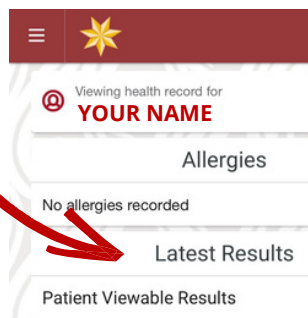 Viewing health record for
YOUR NAME
Allergies
No allergies recorded
Latest Results
Patient Viewable Results